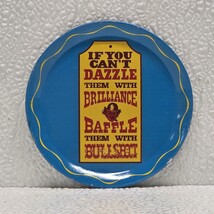 IF YOU
CAN'T
DAZZLE
THEM WITH
BRILLIANCE
BAFFLE
THEM WITH
BULLSHIT